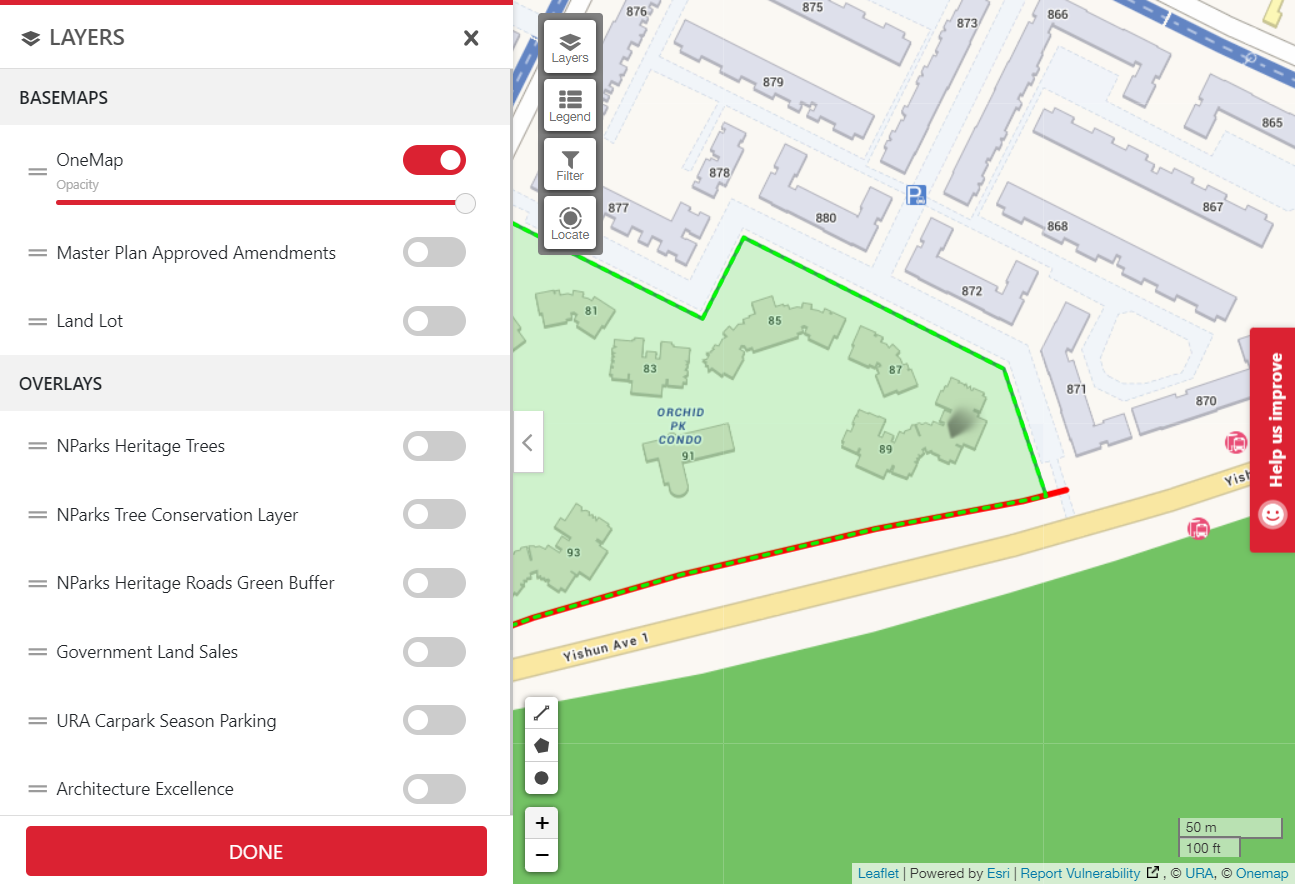 LAYERS
BASEMAPS
OneMap
Opacity
Master Plan Approved Amendments
Land Lot
OVERLAYS
NParks Heritage Trees
NParks Tree Conservation Layer
NParks Heritage Roads Green Buffer
Government Land Sales
URA Carpark Season Parking
Architecture Excellence
DONE
Layers
Legend
Filter
Locate
876
875
873
866
879
865
878
877
880
P
867
868
872
81
85
83
87
871
870
ORCHID
PK
CONDO
91
89
93
Yish
Yishun Ave 1
Help us improve
+
−
50 m
100 ft
Leaflet | Powered by Esri | Report Vulnerability , © URA, © Onemap